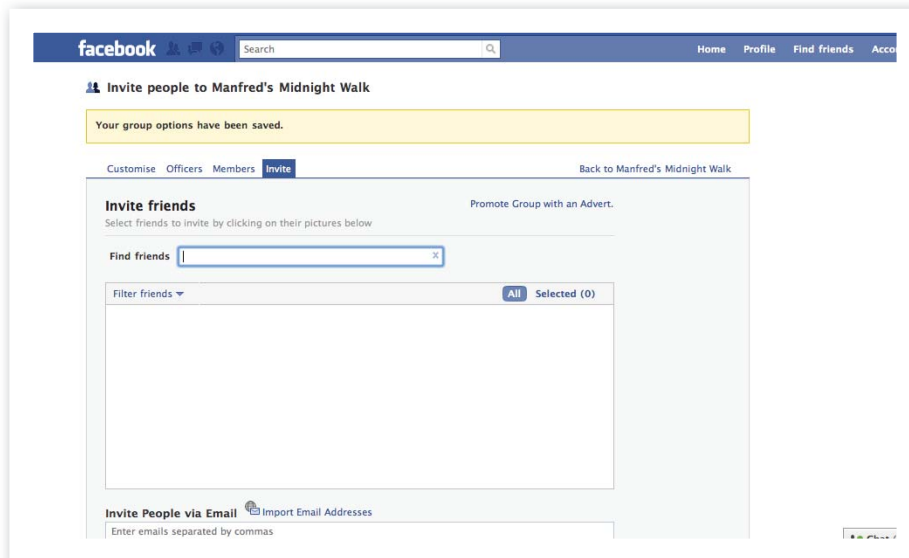 facebook Search Home Profile Find friends
Invite people to Manfred's Midnight Walk
Your group options have been saved.
Customise Officers Members Invite Back to Manfred's Midnight Walk
Invite friends Promote Group with an Advert.
Select friends to invite by clicking on their pictures below
Find friends x
Filter friends All Selected (0)
Invite People via Email Import Email Addresses
Enter emails separated by commas
Chat